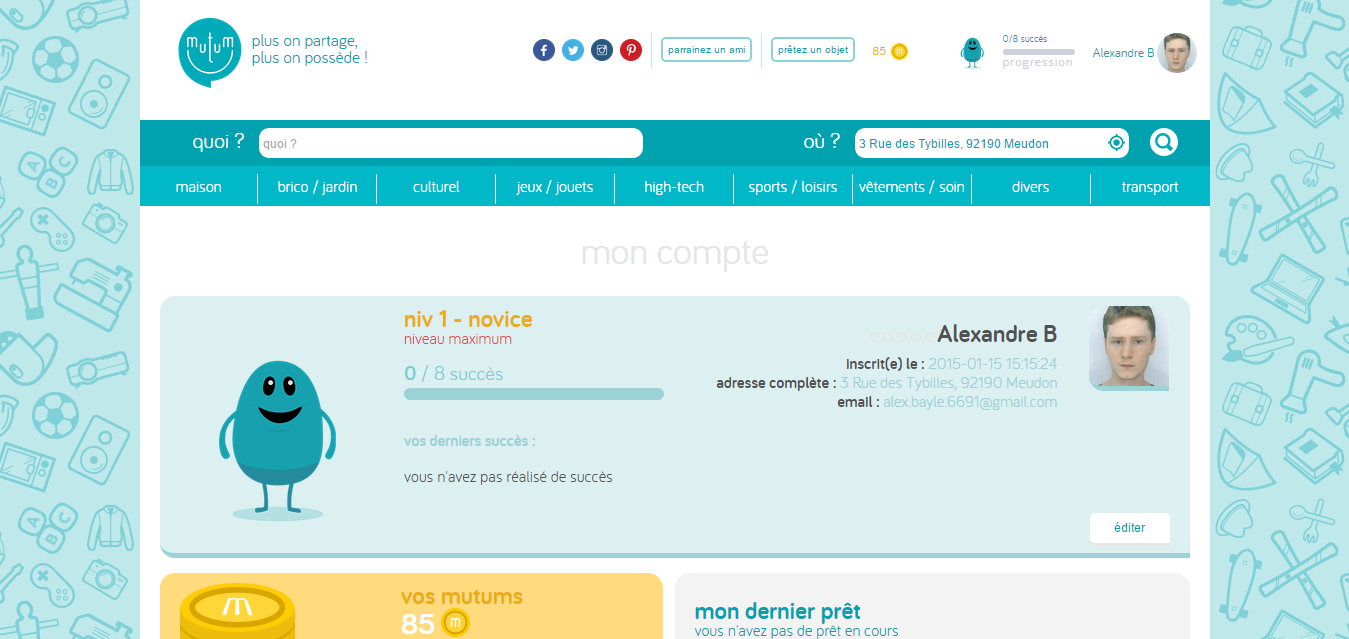 mutum
plus on partage,
plus on possède !
parrainez un ami
prêtez un objet
85 m
0/8 succès
progression
Alexandre B
quoi ?
quoi ?
où ?
3 Rue des Tybilles, 92190 Meudon
maison
brico / jardin
culturel
jeux / jouets
high-tech
sports / loisirs
vêtements / soin
divers
transport
mon compte
niv 1 - novice
niveau maximum
0 / 8 succès
vos derniers succès :
vous n'avez pas réalisé de succès
Alexandre B
Inscrit(e) le : 2015-01-15 15:15:24
adresse complète : 3 Rue des Tybilles, 92190 Meudon
email : alex.bayle.6691@gmail.com
éditer
m
vos mutums
85 m
mon dernier prêt
vous n'avez pas de prêt en cours